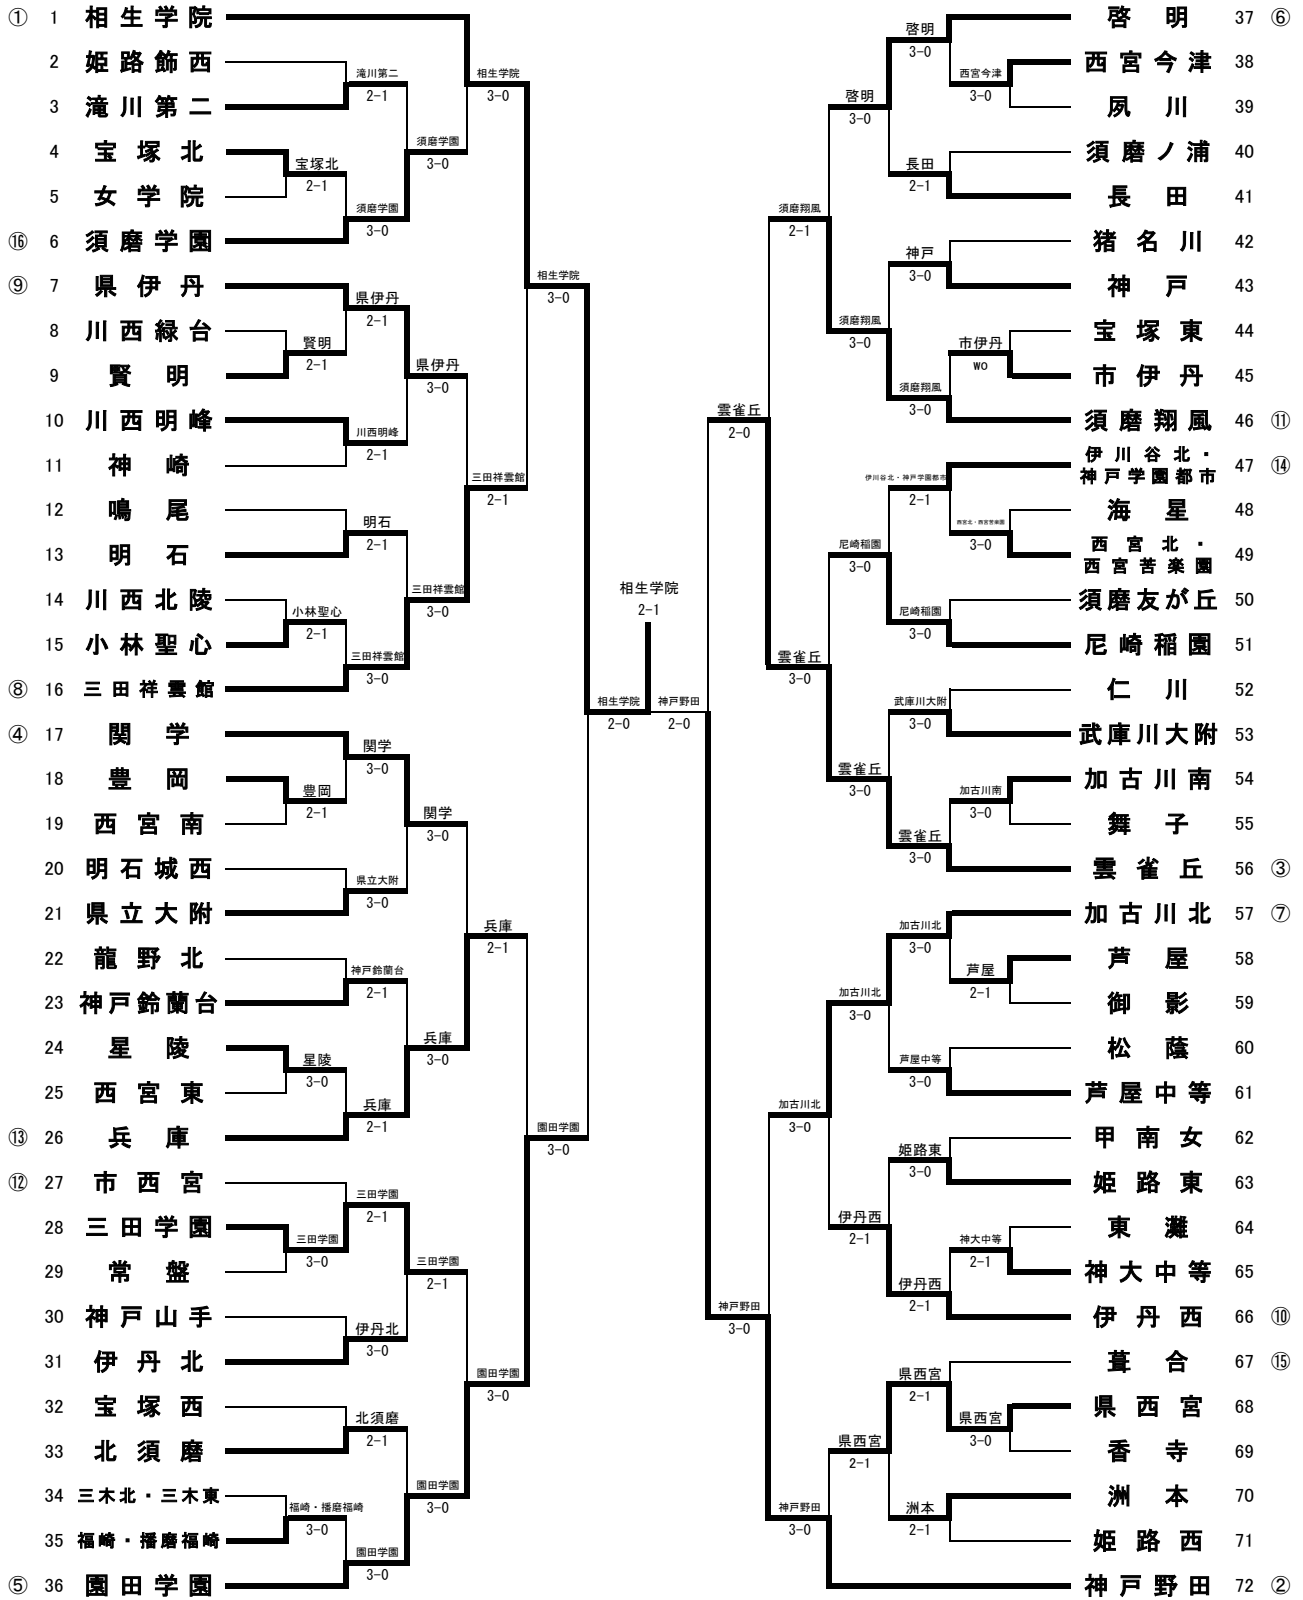 ① 1 相生学院
2 姫路飾西
3 滝川第二
4 宝塚北
5 女学院
⑯ 6 須磨学園
⑨ 7 県伊丹
8 川西緑台
9 賢明
10 川西明峰
11 神崎
12 鳴尾
13 明石
14 川西北陵
15 小林聖心
⑧ 16 三田祥雲館
④ 17 関学
18 豊岡
19 西宮南
20 明石城西
21 県立大附
22 龍野北
23 神戸鈴蘭台
24 星陵
25 西宮東
⑬ 26 兵庫
⑫ 27 市西宮
28 三田学園
29 常盤
30 神戸山手
31 伊丹北
32 宝塚西
33 北須磨
34 三木北・三木東
35 福崎・播磨福崎
⑤ 36 園田学園
宝塚北
2-1
賢明
2-1
小林聖心
2-1
豊岡
2-1
星陵
3-0
三田学園
3-0
福崎・播磨福崎
3-0
滝川第二
2-1
須磨学園
3-0
県伊丹
2-1
川西明峰
2-1
明石
2-1
三田祥雲館
3-0
関学
3-0
県立大附
3-0
神戸鈴蘭台
2-1
兵庫
2-1
三田学園
2-1
伊丹北
3-0
北須磨
2-1
園田学園
3-0
須磨学園
3-0
県伊丹
3-0
三田祥雲館
3-0
関学
3-0
兵庫
3-0
三田学園
2-1
園田学園
3-0
相生学院
3-0
三田祥雲館
2-1
兵庫
2-1
園田学園
3-0
相生学院
3-0
園田学園
3-0
相生学院
2-0
相生学院
2-1
神戸野田
2-0
雲雀丘
2-0
神戸野田
3-0
須磨翔風
2-1
雲雀丘
3-0
加古川北
3-0
神戸野田
3-0
啓明
3-0
須磨翔風
3-0
尼崎稲園
3-0
雲雀丘
3-0
加古川北
3-0
伊丹西
2-1
県西宮
2-1
啓明
3-0
長田
2-1
神戸
3-0
須磨翔風
3-0
伊川谷北・神戸学園都市
2-1
尼崎稲園
3-0
武庫川大附
3-0
雲雀丘
3-0
加古川北
3-0
芦屋中等
3-0
姫路東
3-0
伊丹西
2-1
県西宮
2-1
洲本
2-1
西宮今津
3-0
市伊丹
wo
西宮北・西宮苦楽園
3-0
加古川南
3-0
芦屋
2-1
神大中等
2-1
県西宮
3-0
啓明 37 ⑥
西宮今津 38
夙川 39
須磨ノ浦 40
長田 41
猪名川 42
神戸 43
宝塚東 44
市伊丹 45
須磨翔風 46 ⑪
伊川谷北・
神戸学園都市 47 ⑭
海星 48
西宮北・
西宮苦楽園 49
須磨友が丘 50
尼崎稲園 51
仁川 52
武庫川大附 53
加古川南 54
舞子 55
雲雀丘 56 ③
加古川北 57 ⑦
芦屋 58
御影 59
松蔭 60
芦屋中等 61
甲南女 62
姫路東 63
東灘 64
神大中等 65
伊丹西 66 ⑩
葺合 67 ⑮
県西宮 68
香寺 69
洲本 70
姫路西 71
神戸野田 72 ②